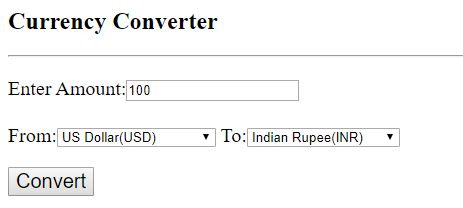 Currency Converter
Enter Amount:100
From:US Dollar(USD) To:Indian Rupee(INR)
Convert